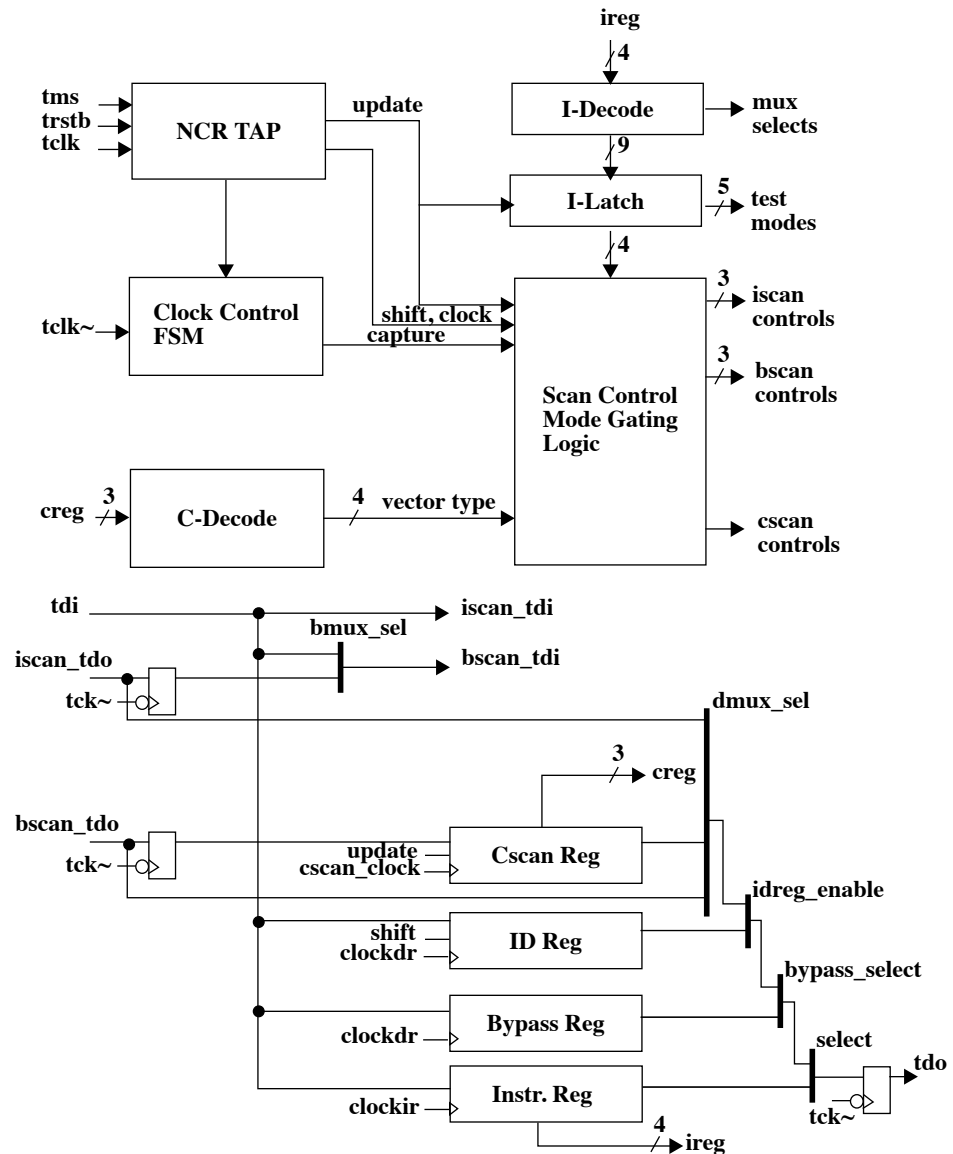 ireg
4
tms
trstb
tclk
NCR TAP
update
I-Decode
mux
selects
9
I-Latch
5
test
modes
4
tclk~
Clock Control
FSM
shift, clock
capture
3
iscan
controls
3
bscan
controls
Scan Control
Mode Gating
Logic
creg
3
C-Decode
4
vector type
cscan
controls
tdi
iscan_tdi
bmux_sel
iscan_tdo
bscan_tdi
tck~
dmux_sel
3
creg
bscan_tdo
tck~
update
cscan_clock
Cscan Reg
idreg_enable
shift
clockdr
ID Reg
bypass_select
clockdr
Bypass Reg
select
tdo
clockir
Instr. Reg
tck~
4
ireg